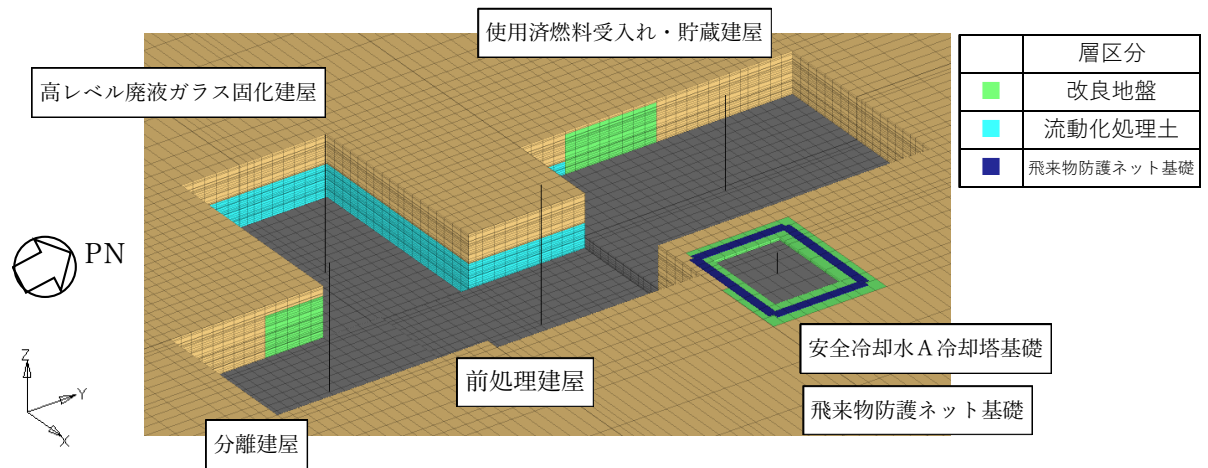 使用済燃料受入れ・貯蔵建屋
高レベル廃液ガラス固化建屋
層区分
改良地盤
流動化処理土
飛来物防護ネット基礎
PN
Z
Y
X
安全冷却水A冷却塔基礎
前処理建屋
飛来物防護ネット基礎
分離建屋